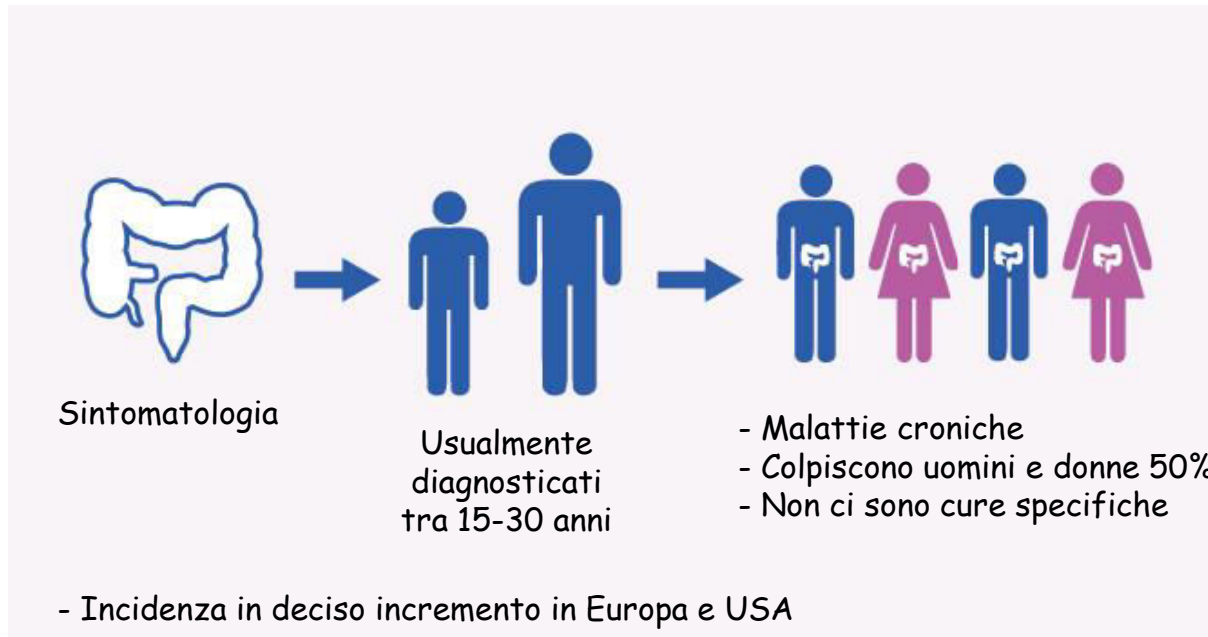 Sintomatologia
Usualmente
diagnosticati
tra 15-30 anni
- Malattie croniche
- Colpiscono uomini e donne 50%
- Non ci sono cure specifiche
- Incidenza in deciso incremento in Europa e USA